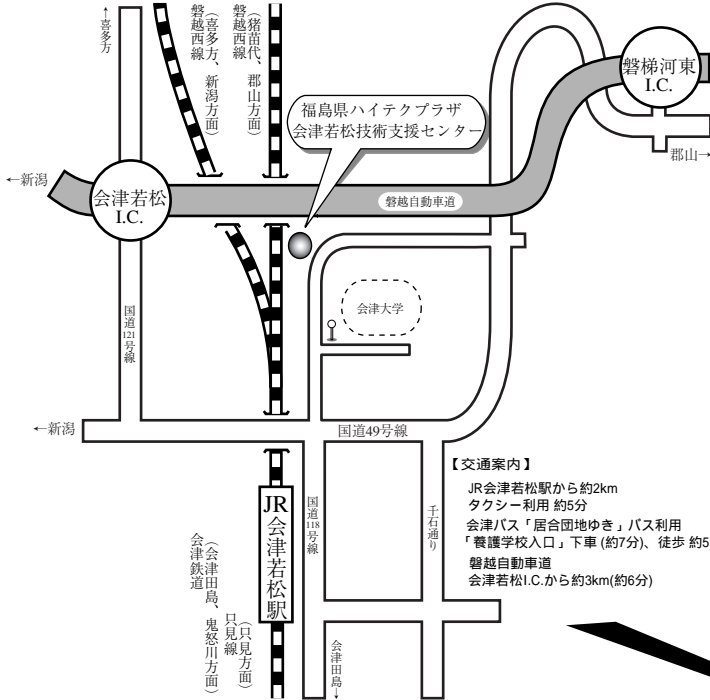 ←喜多方
磐越西線
（喜多方、新潟方面）
磐越西線
（猪苗代、郡山方面）
福島県ハイテクプラザ
会津若松技術支援センター
磐梯河東
I.C.
郡山→
←新潟
会津若松
I.C.
磐越自動車道
会津大学
国道121号線
←新潟
国道49号線
JR会津若松駅
国道118号線
千石通り
【交通案内】
JR会津若松駅から約2km
タクシー利用 約5分
会津バス「居合団地ゆき」バス利用
「養護学校入口」下車 (約7分)、徒歩 約5
磐越自動車道
会津若松I.C.から約3km(約6分)
会津鉄道
（会津田島、鬼怒川方面）
只見線
（只見方面）
会津田島→